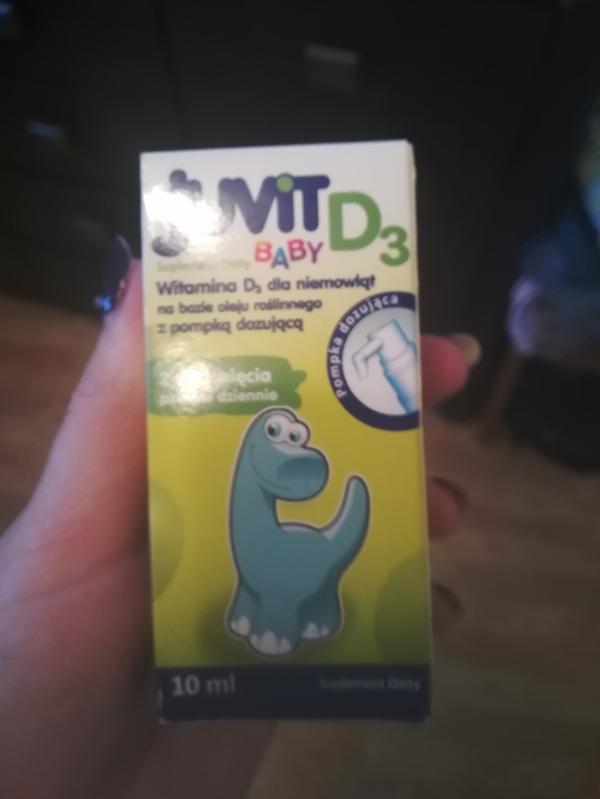 JUVIT D3
BABY
Suplement Diety
Witamina D₃ dla niemowląt
na bazie oleju roślinnego
z pompką dozującą
Pompka dozująca
dziennie
10 ml
Suplement Diety